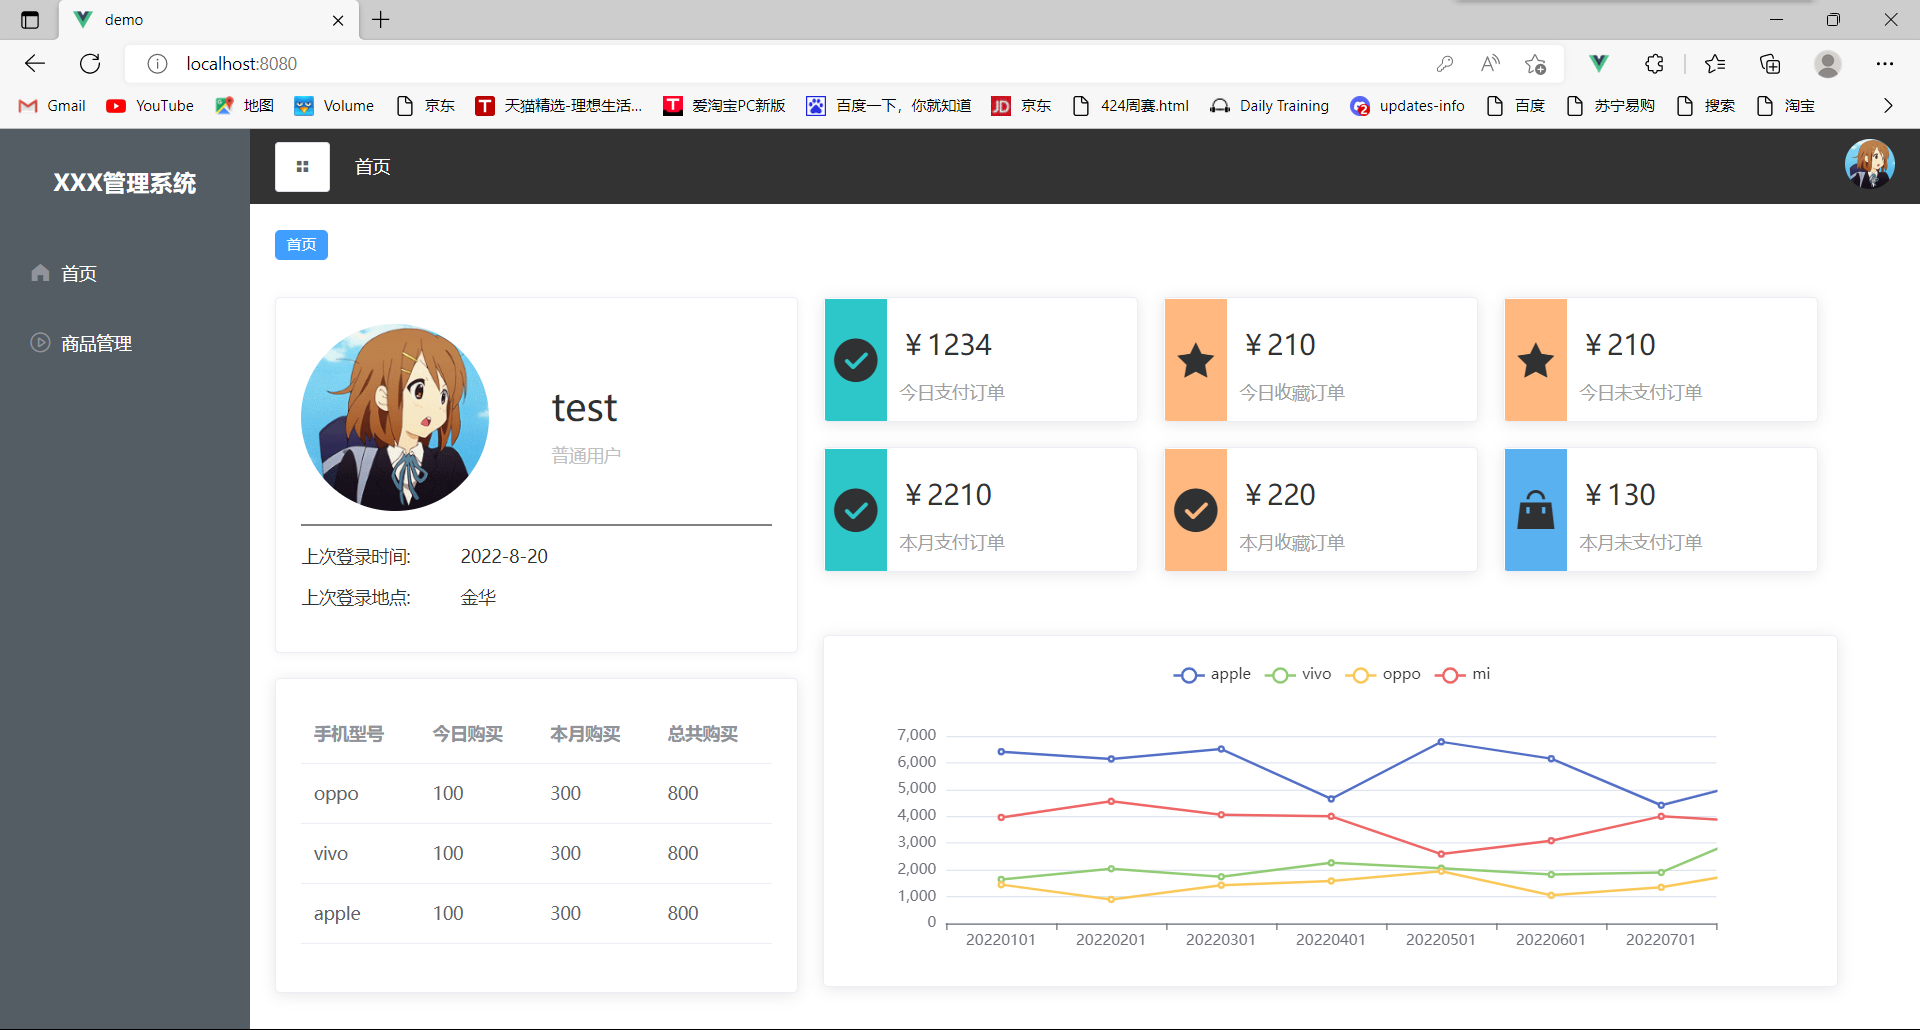 demo
localhost:8080
Gmail YouTube 地图 Volume 京东 天猫精选-理想生活... 爱淘宝PC新版 百度一下，你就知道 京东 424周赛.html Daily Training updates-info 百度 苏宁易购 搜索 淘宝
XXX管理系统
首页
商品管理
首页
首页
test
普通用户
上次登录时间: 2022-8-20
上次登录地点: 金华
¥1234
今日支付订单
¥210
今日收藏订单
¥210
今日未支付订单
¥2210
本月支付订单
¥220
本月收藏订单
¥130
本月未支付订单
手机型号 今日购买 本月购买 总共购买
oppo 100 300 800
vivo 100 300 800
apple 100 300 800
apple vivo oppo mi
7,000
6,000
5,000
4,000
3,000
2,000
1,000
0
20220101 20220201 20220301 20220401 20220501 20220601 20220701